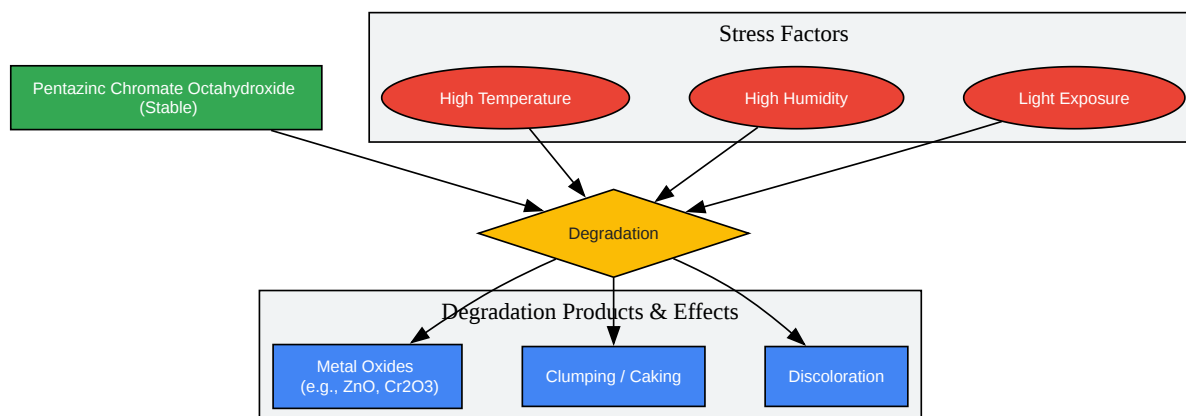 Stress Factors
Pentazinc Chromate Octahydroxide
(Stable)
High Temperature
High Humidity
Light Exposure
Degradation
Degradation Products & Effects
Metal Oxides
(e.g., ZnO, Cr2O3)
Clumping / Caking
Discoloration